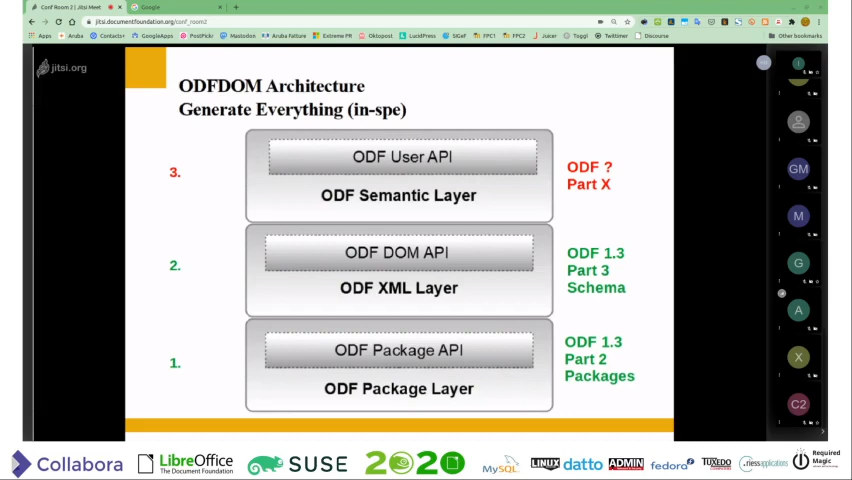 Conf Room 2 | Jitsi Meet
Google
jitsi.documentfoundation.org/conf_room2
Apps
Aruba
Contacts+
GoogleApps
PostPickr
Mastodon
Aruba Fatture
Extreme PR
Oktopost
LucidPress
SIGeF
FPC1
FPC2
Juicer
Toggl
Twittimer
Discourse
Other bookmarks
jitsi.org
ODFDOM Architecture
Generate Everything (in-spe)
3.
ODF User API
ODF Semantic Layer
ODF ?
Part X
2.
ODF DOM API
ODF XML Layer
ODF 1.3
Part 3
Schema
1.
ODF Package API
ODF Package Layer
ODF 1.3
Part 2
Packages
I
GM
M
G
A
X
C2
Collabora
LibreOffice
The Document Foundation
SUSE
2020
MySQL
LINUX
datto
ADMIN
fedora
TUXEDO
riessapplications
Required
Magic